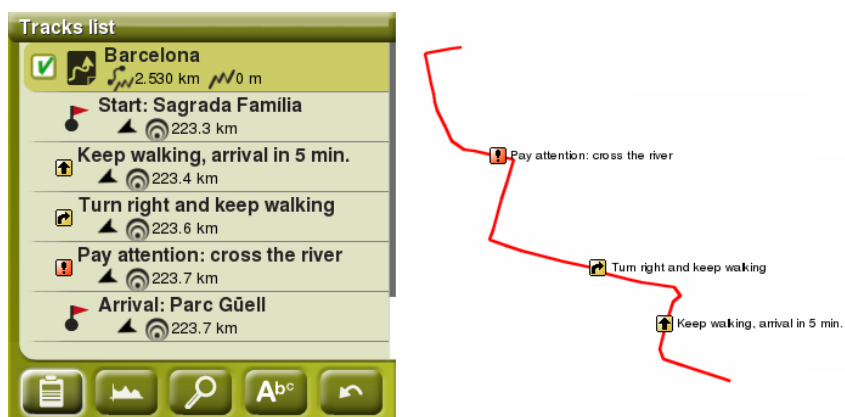 Tracks list
Barcelona
2.530 km 0 m
Start: Sagrada Família
223.3 km
Keep walking, arrival in 5 min.
223.4 km
Turn right and keep walking
223.6 km
Pay attention: cross the river
223.7 km
Arrival: Parc Gūell
223.7 km
Abc
Pay attention: cross the river
Turn right and keep walking
Keep walking, arrival in 5 min.